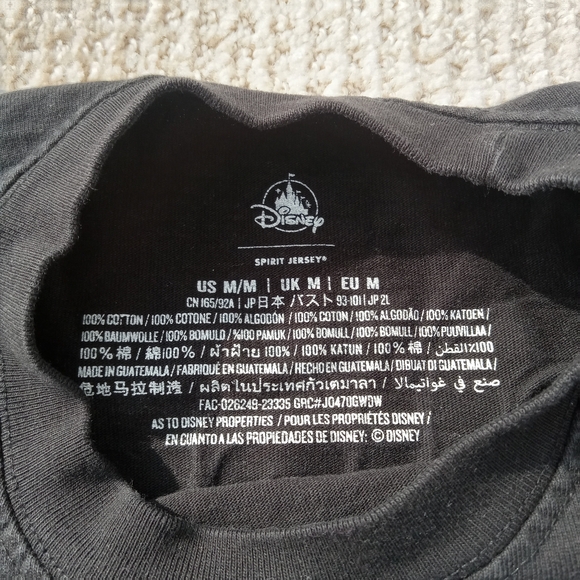 Disney
SPIRIT JERSEY®
US M/M | UK M | EU M
CN 165/92A | JP日本 バスト 93-101 | JP 2L
100% COTTON / 100% COTONE / 100% ALGODÓN / 100% COTON / 100% ALGODÃO / 100% KATOEN /
100% BAUMWOLLE / 100% BOMULD / %100 PAMUK / 100% BOMULL / 100% BOMULL / 100% PUUVILLAA /
100%棉 / 綿100% / ผ้าฝ้าย 100% / 100% KATUN / 100%棉 / القطن ٪100 /
MADE IN GUATEMALA / FABRIQUÉ EN GUATEMALA / HECHO EN GUATEMALA / DIBUAT DI GUATEMALA /
危地马拉制造 / ผลิตในประเทศกัวเตมาลา / صنع في غواتيمالا
FAC-026249-23335 GRC#J0470GWDW
AS TO DISNEY PROPERTIES / POUR LES PROPRIÉTÉS DISNEY /
EN CUANTO A LAS PROPIEDADES DE DISNEY: © DISNEY